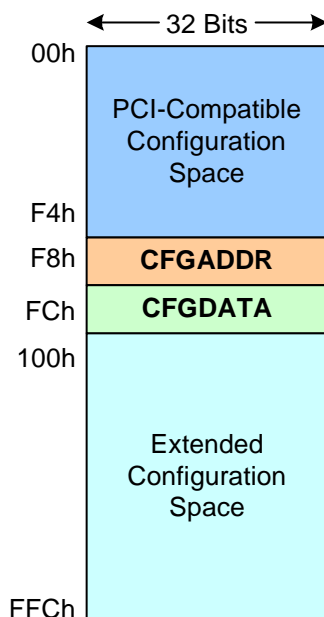 32 Bits
00h
PCI-Compatible
Configuration
Space
F4h
F8h
CFGADDR
FCh
CFGDATA
100h
Extended
Configuration
Space
FFCh